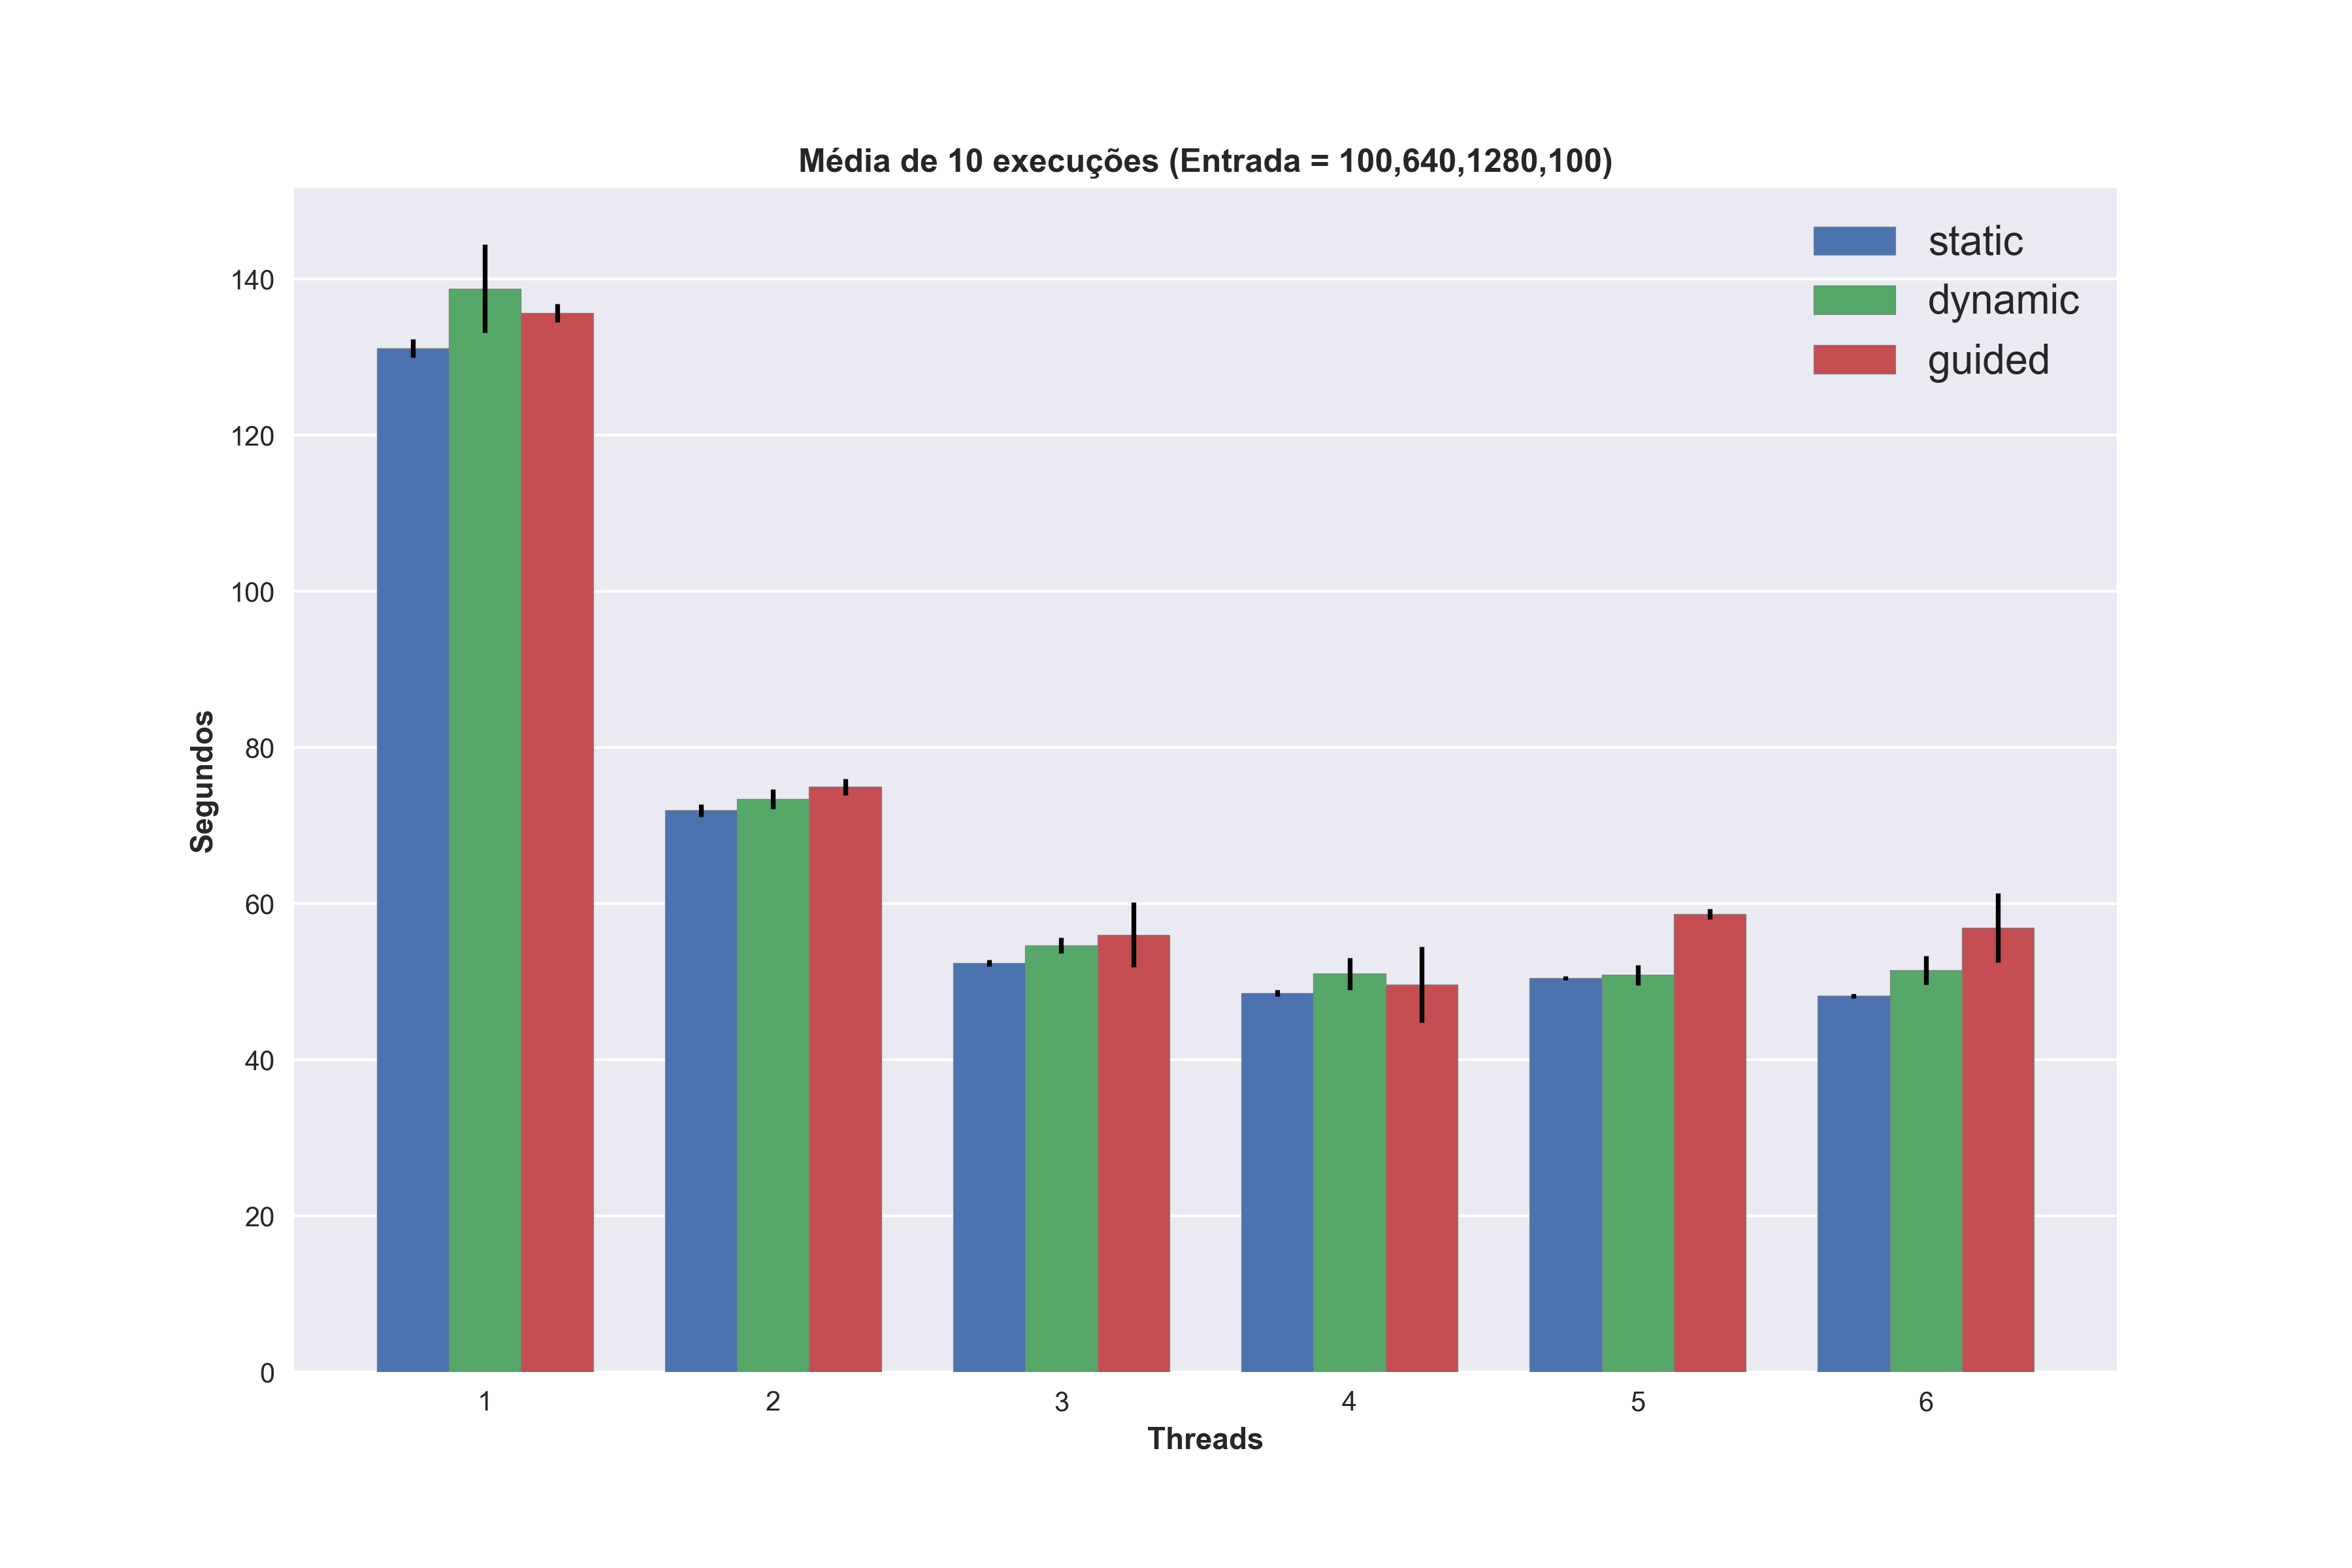 Média de 10 execuções (Entrada = 100,640,1280,100)
static
dynamic
guided
Segundos
140
120
100
80
60
40
20
0
1 2 3 4 5 6
Threads